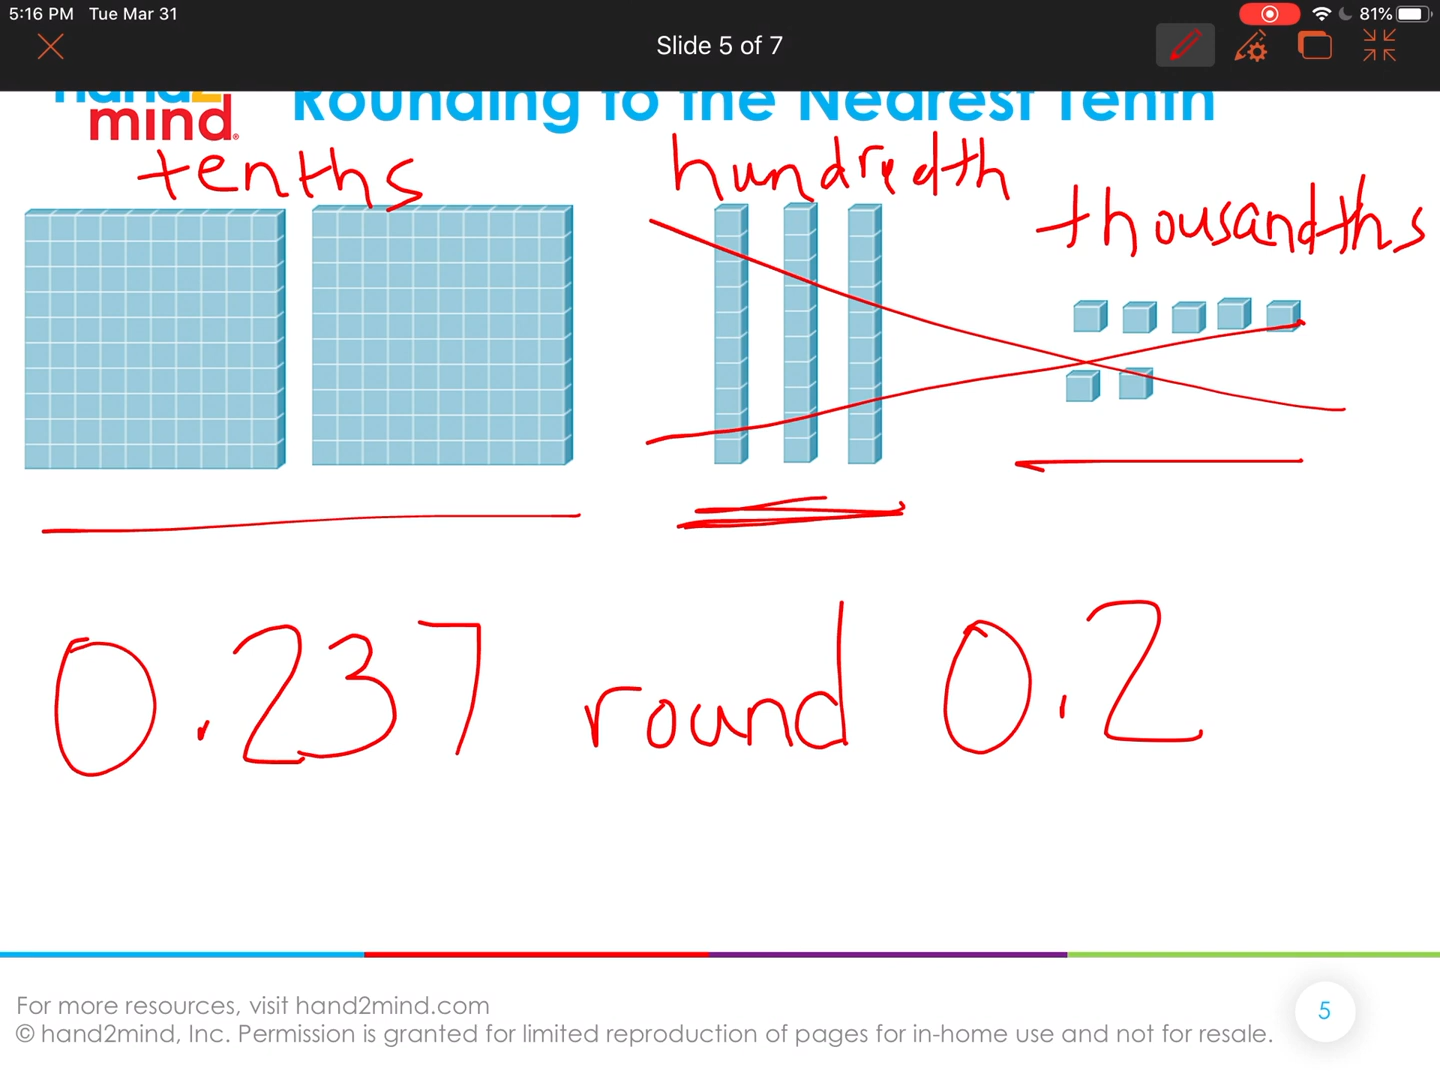 5:16 PM Tue Mar 31
81%
Slide 5 of 7
hand2
mind®
Rounding to the Nearest Tenth
tenths
hundredth
thousandths
0.237 round 0.2
For more resources, visit hand2mind.com
© hand2mind, Inc. Permission is granted for limited reproduction of pages for in-home use and not for resale.
5